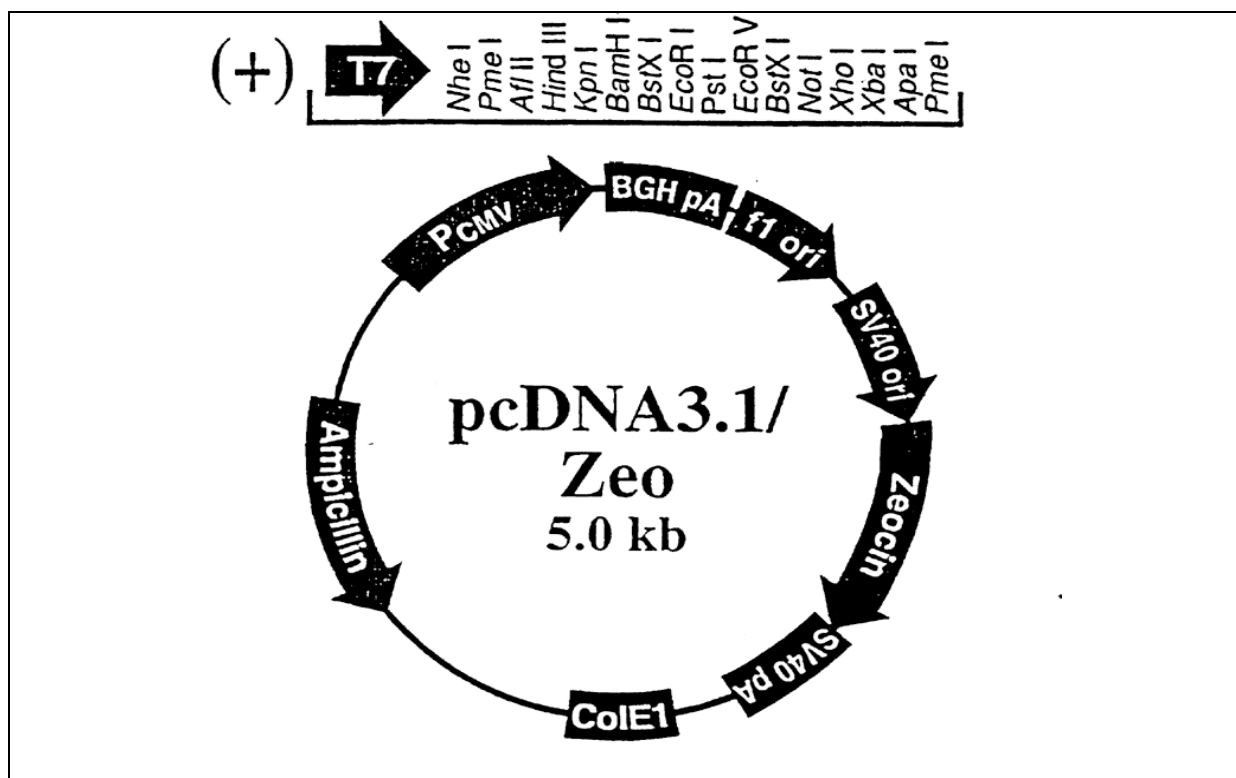 (+) T7 Nhe I Pme I Afl II Hind III Kpn I BamH I BstX I EcoR I Pst I EcoR V BstX I Not I Xho I Xba I Apa I Pme I
PCMV
BGH pA
f1 ori
SV40 ori
Zeocin
SV40 pA
ColE1
Ampicillin
pcDNA3.1/
Zeo
5.0 kb